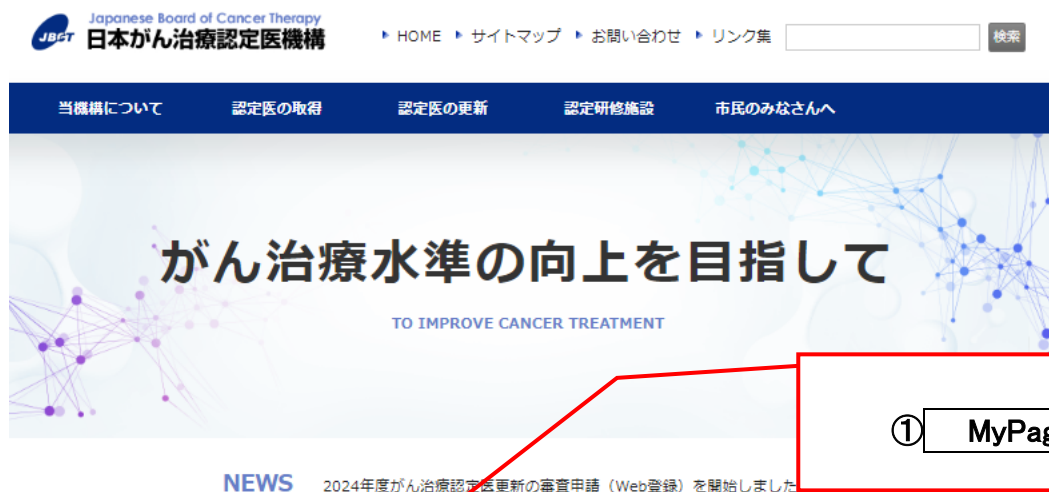 Japanese Board of Cancer Therapy
JBCT 日本がん治療認定医機構
HOME サイトマップ お問い合わせ リンク集 検索
当機構について 認定医の取得 認定医の更新 認定研修施設 市民のみなさんへ
がん治療水準の向上を目指して
TO IMPROVE CANCER TREATMENT
① MyPag
NEWS 2024年度がん治療認定医更新の審査申請（Web登録）を開始しました